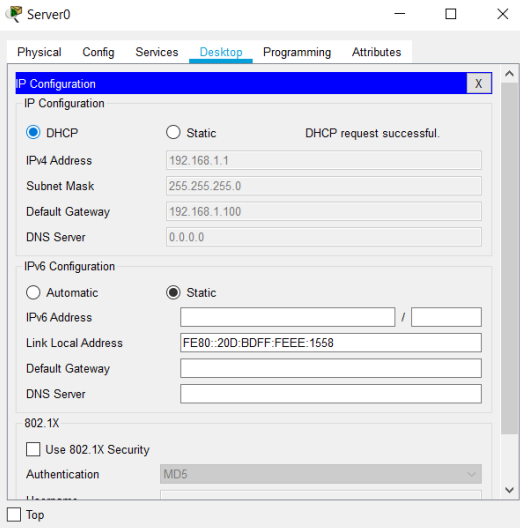 Server0
Physical Config Services Desktop Programming Attributes
IP Configuration X
IP Configuration
DHCP Static DHCP request successful.
IPv4 Address 192.168.1.1
Subnet Mask 255.255.255.0
Default Gateway 192.168.1.100
DNS Server 0.0.0.0
IPv6 Configuration
Automatic Static
IPv6 Address /
Link Local Address FE80::20D:BDFF:FEEE:1558
Default Gateway
DNS Server
802.1X
Use 802.1X Security
Authentication MD5
Top